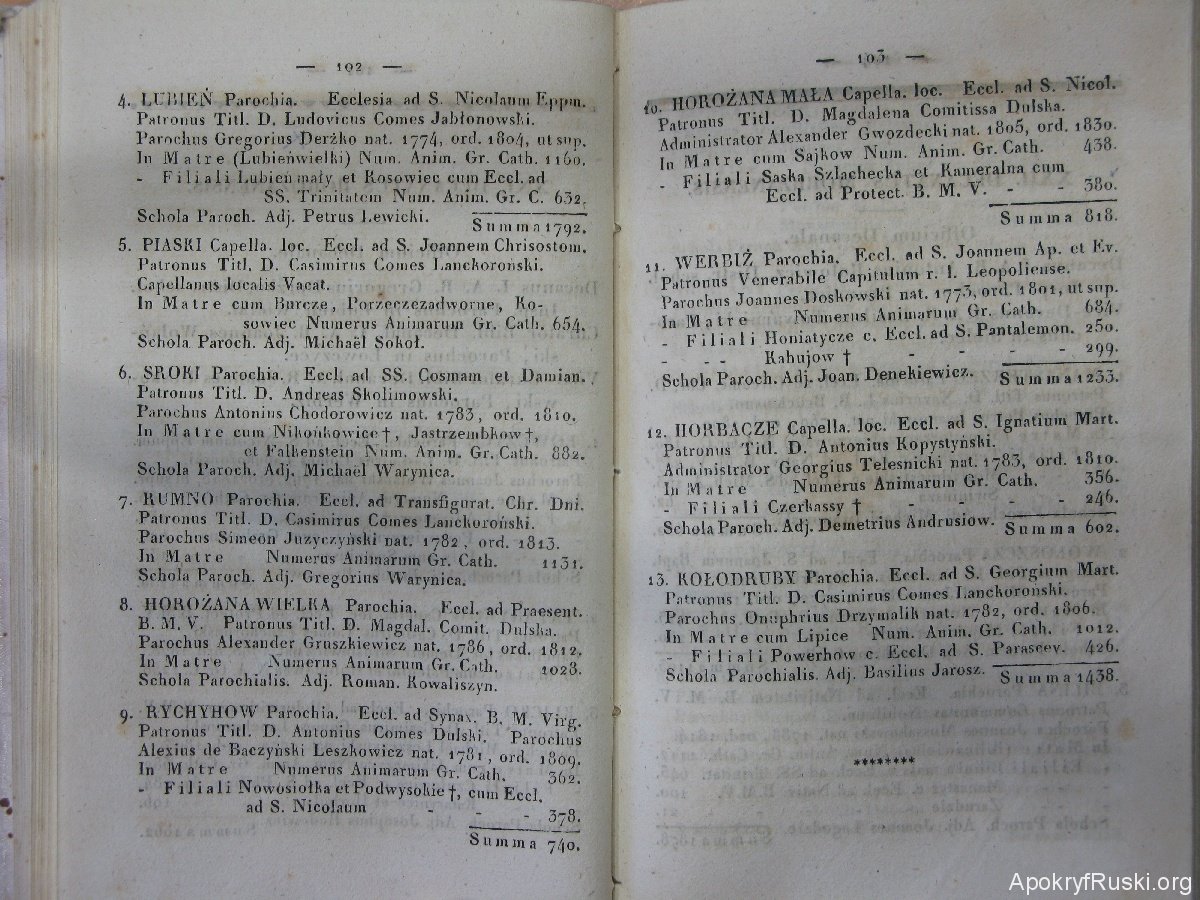 — 102 —
4. LUBIEŃ Parochia. Ecclesia ad S. Nicolaum Eppm.
Patronus Titl. D. Ludovicus Comes Jabłonowski.
Parochus Gregorius Derżko nat. 1774, ord. 1804, ut sup.
In Matre (Lubieńwielki) Num. Anim. Gr. Cath. 1160.
- Filiali Lubieńmały et Kosowiec cum Eccl. ad
SS. Trinitatem Num. Anim. Gr. C. 632.
Schola Paroch. Adj. Petrus Lewicki.
Summa 1792.
5. PIASKI Capella. loc. Eccl. ad S. Joannem Chrisostom.
Patronus Titl. D. Casimirus Comes Lanckoroński.
Capellanus localis Vacat.
In Matre cum Burcze, Porzeczezadworne, Ko-
sowiec Numerus Animarum Gr. Cath. 654.
Schola Paroch. Adj. Michaël Sokoł.
6. SROKI Parochia. Eccl. ad SS. Cosmam et Damian.
Patronus Titl. D. Andreas Skolimowski.
Parochus Antonius Chodorowicz nat. 1783, ord. 1810.
In Matre cum Nikońkowice †, Jastrzembkow †,
et Falkenstein Num. Anim. Gr. Cath. 882.
Schola Paroch. Adj. Michaël Warynica.
7. RUMNO Parochia. Eccl. ad Transfigurat. Chr. Dni.
Patronus Titl. D. Casimirus Comes Lanckoroński.
Parochus Simeon Juzyczyński nat. 1782, ord. 1813.
In Matre Numerus Animarum Gr. Cath. 1131.
Schola Paroch. Adj. Gregorius Warynica.
8. HOROŻANA WIELKA Parochia. Eccl. ad Praesent.
B. M. V. Patronus Titl. D. Magdal. Comit. Dulska.
Parochus Alexander Gruszkiewicz nat. 1786, ord. 1812.
In Matre Numerus Animarum Gr. Cath. 1028.
Schola Parochialis. Adj. Roman. Kowaliszyn.
9. RYCHYHOW Parochia. Eccl. ad Synax. B. M. Virg.
Patronus Titl. D. Antonius Comes Dulski. Parochus
Alexius de Baczyński Leszkowicz nat. 1781, ord. 1809.
In Matre Numerus Animarum Gr. Cath. 362.
- Filiali Nowosiołka et Podwysokie †, cum Eccl.
ad S. Nicolaum - - - 378.
Summa 740.
— 103 —
10. HOROŻANA MAŁA Capella. loc. Eccl. ad S. Nicol.
Patronus Titl. D. Magdalena Comitissa Dulska.
Administrator Alexander Gwozdecki nat. 1805, ord. 1830.
In Matre cum Sajkow Num. Anim. Gr. Cath. 438.
- Filiali Saska Szlachecka et Kameralna cum
Eccl. ad Protect. B. M. V. - - 380.
Summa 818.
11. WERBIŻ Parochia. Eccl. ad S. Joannem Ap. et Ev.
Patronus Venerabile Capitulum r. l. Leopoliense.
Parochus Joannes Doskowski nat. 1773, ord. 1801, ut sup.
In Matre Numerus Animarum Gr. Cath. 684.
- Filiali Honiatycze c. Eccl. ad S. Pantalemon. 250.
- - - Kahujow † - - - - 299.
Schola Paroch. Adj. Joan. Denekiewicz. Summa 1233.
12. HORBACZE Capella. loc. Eccl. ad S. Ignatium Mart.
Patronus Titl. D. Antonius Kopystyński.
Administrator Georgius Telesnicki nat. 1783, ord. 1810.
In Matre Numerus Animarum Gr. Cath. 356.
- Filiali Czerkassy † - - - - 246.
Schola Paroch. Adj. Demetrius Andrusiow. Summa 602.
13. KOŁODRUBY Parochia. Eccl. ad S. Georgium Mart.
Patronus Titl. D. Casimirus Comes Lanckoroński.
Parochus Onuphrius Drzymalik nat. 1782, ord. 1806.
In Matre cum Lipice Num. Anim. Gr. Cath. 1012.
- Filiali Powerhow c. Eccl. ad S. Parascev. 426.
Schola Parochialis. Adj. Basilius Jarosz. Summa 1438.
********
ApokryfRuski.org